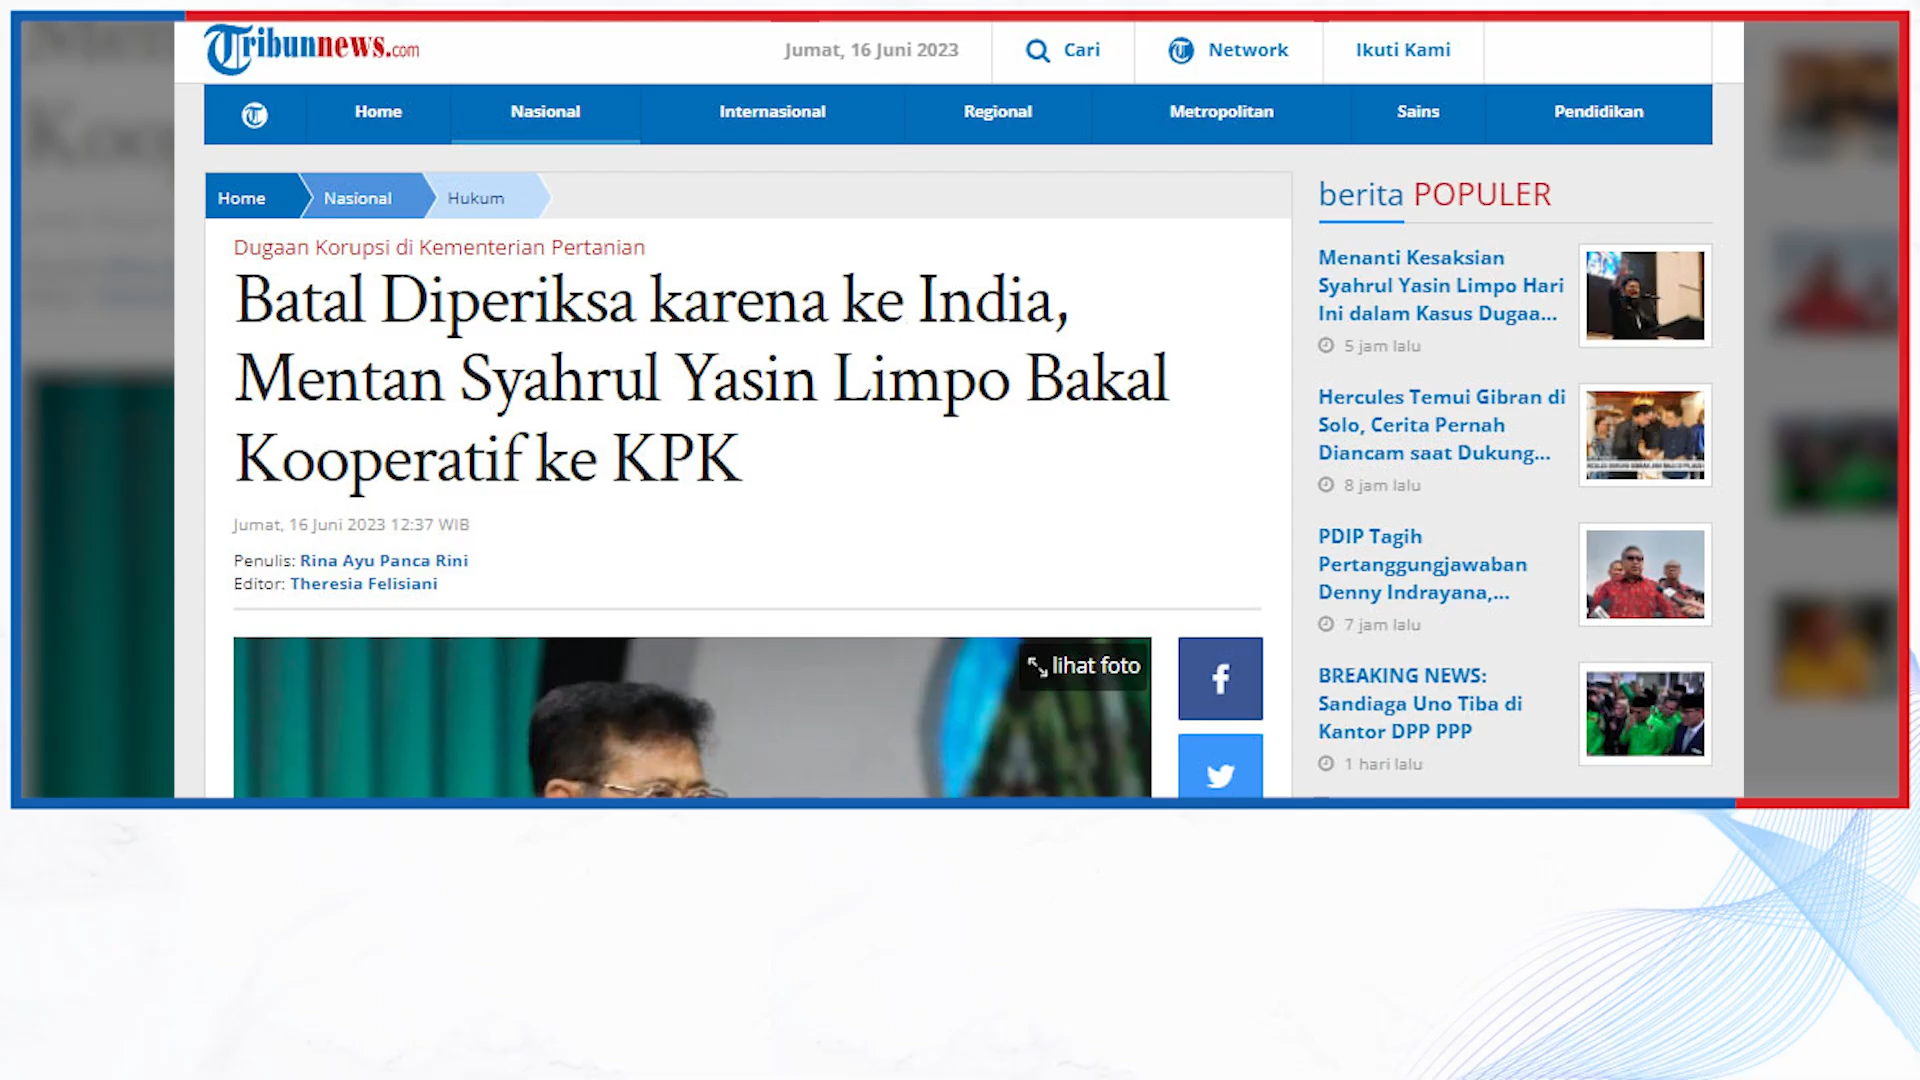 Tribunnews.com
Jumat, 16 Juni 2023
Cari
Network
Ikuti Kami
Home
Nasional
Internasional
Regional
Metropolitan
Sains
Pendidikan
Home
Nasional
Hukum
Dugaan Korupsi di Kementerian Pertanian
Batal Diperiksa karena ke India,
Mentan Syahrul Yasin Limpo Bakal
Kooperatif ke KPK
Jumat, 16 Juni 2023 12:37 WIB
Penulis: Rina Ayu Panca Rini
Editor: Theresia Felisiani
lihat foto
berita POPULER
Menanti Kesaksian
Syahrul Yasin Limpo Hari
Ini dalam Kasus Dugaa...
5 jam lalu
Hercules Temui Gibran di
Solo, Cerita Pernah
Diancam saat Dukung...
8 jam lalu
PDIP Tagih
Pertanggungjawaban
Denny Indrayana,...
7 jam lalu
BREAKING NEWS:
Sandiaga Uno Tiba di
Kantor DPP PPP
1 hari lalu